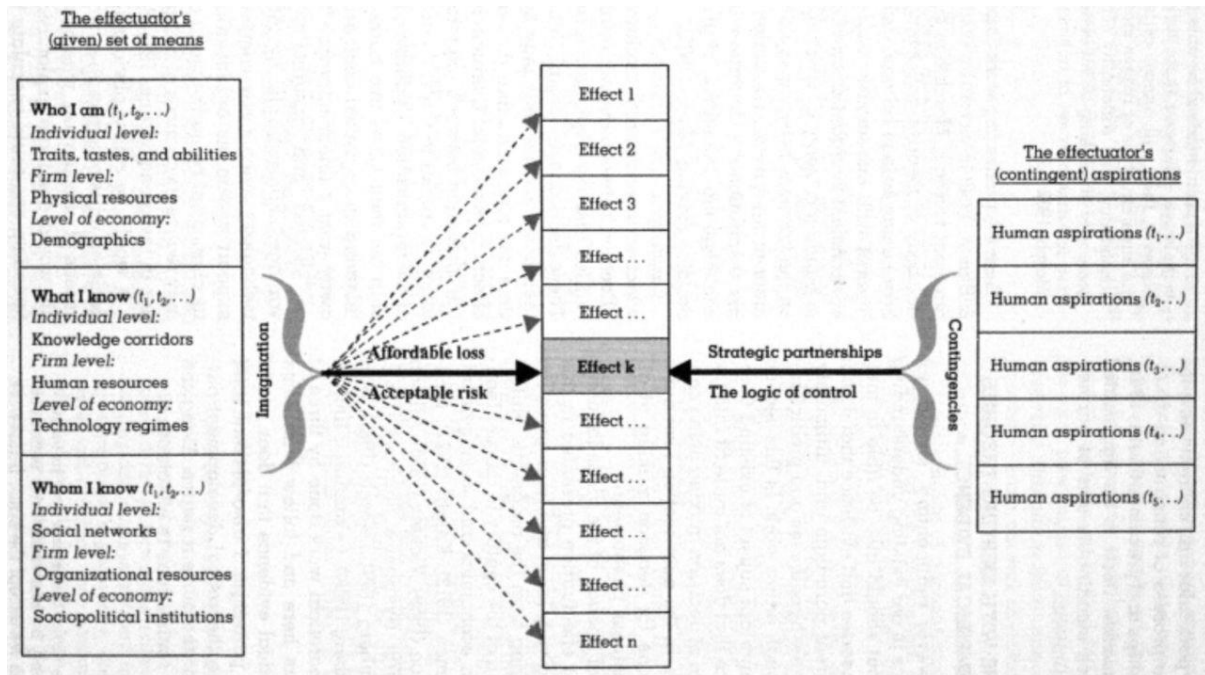 The effectuator's
(given) set of means
Who I am (t₁, t₂,...)
Individual level:
Traits, tastes, and abilities
Firm level:
Physical resources
Level of economy:
Demographics
What I know (t₁, t₂,...)
Individual level:
Knowledge corridors
Firm level:
Human resources
Level of economy:
Technology regimes
Whom I know (t₁, t₂,...)
Individual level:
Social networks
Firm level:
Organizational resources
Level of economy:
Sociopolitical institutions
Imagination
Affordable loss
Acceptable risk
Effect 1
Effect 2
Effect 3
Effect ...
Effect ...
Effect k
Effect ...
Effect ...
Effect ...
Effect ...
Effect n
Strategic partnerships
The logic of control
Contingencies
The effectuator's
(contingent) aspirations
Human aspirations (t₁...)
Human aspirations (t₂...)
Human aspirations (t₃...)
Human aspirations (t₄...)
Human aspirations (t₅...)